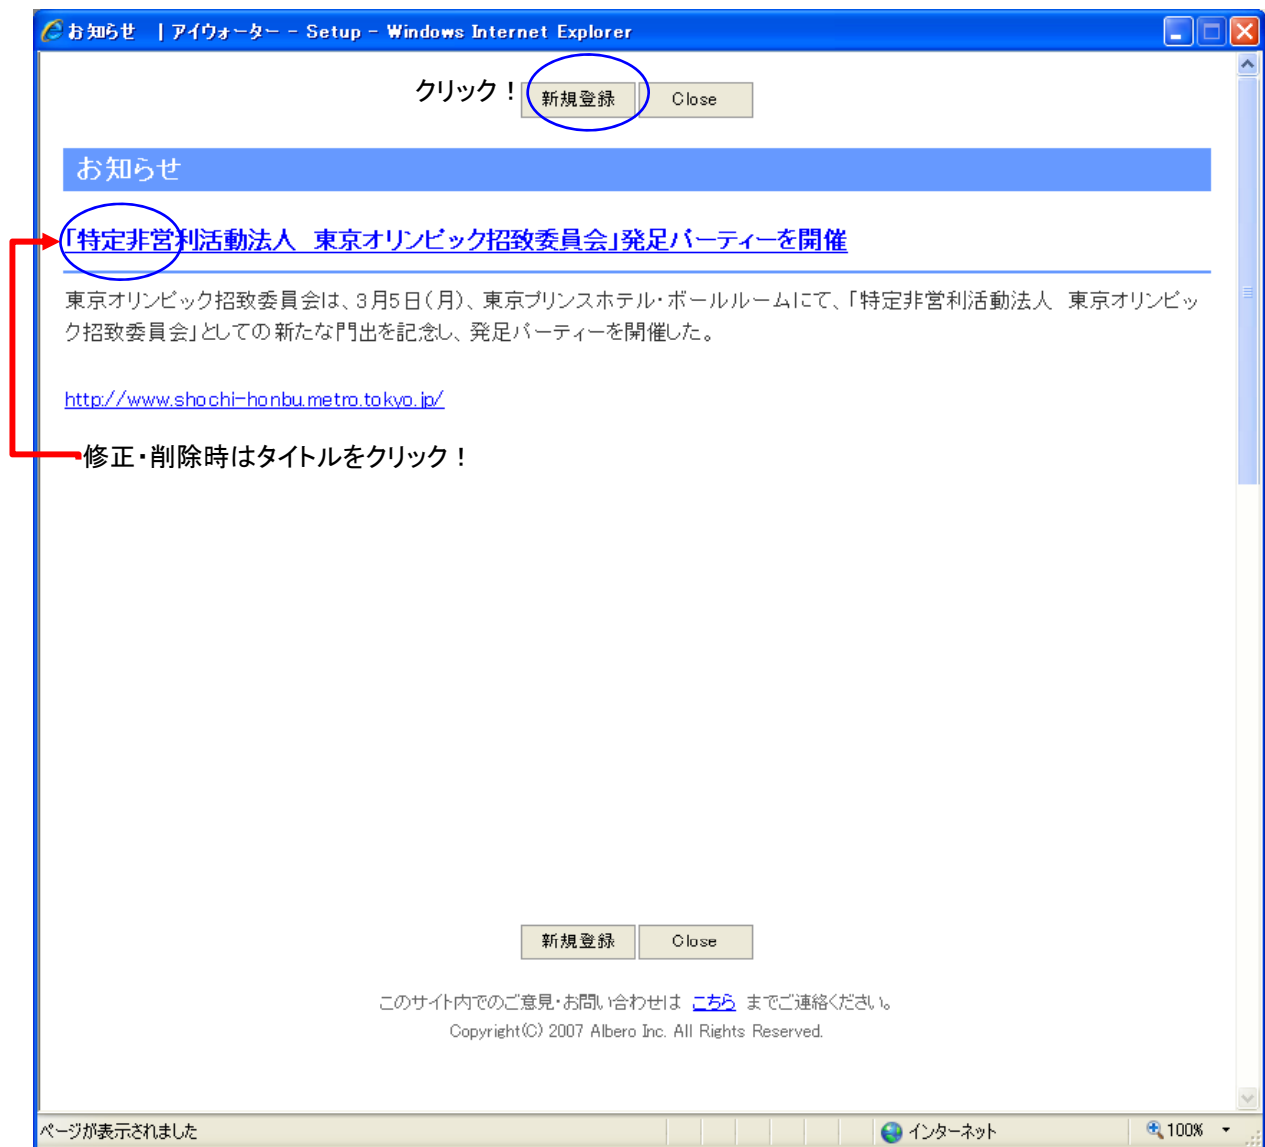 お知らせ　| アイウォーター - Setup - Windows Internet Explorer
クリック！ 新規登録 Close
お知らせ
「特定非営利活動法人　東京オリンピック招致委員会」発足パーティーを開催
東京オリンピック招致委員会は、3月5日（月）、東京プリンスホテル・ボールルームにて、「特定非営利活動法人　東京オリンピッ
ク招致委員会」としての新たな門出を記念し、発足パーティーを開催した。
http://www.shochi-honbu.metro.tokyo.jp/
修正・削除時はタイトルをクリック！
新規登録 Close
このサイト内でのご意見・お問い合わせは こちら までご連絡ください。
Copyright(C) 2007 Albero Inc. All Rights Reserved.
ページが表示されました インターネット 100%